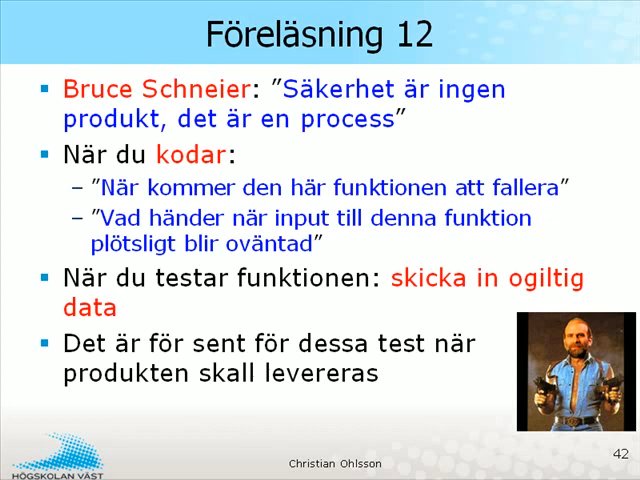 Föreläsning 12
Bruce Schneier: ”Säkerhet är ingen
produkt, det är en process”
När du kodar:
– ”När kommer den här funktionen att fallera”
– ”Vad händer när input till denna funktion
plötsligt blir oväntad”
När du testar funktionen: skicka in ogiltig
data
Det är för sent för dessa test när
produkten skall levereras
HÖGSKOLAN VÄST
Christian Ohlsson
42